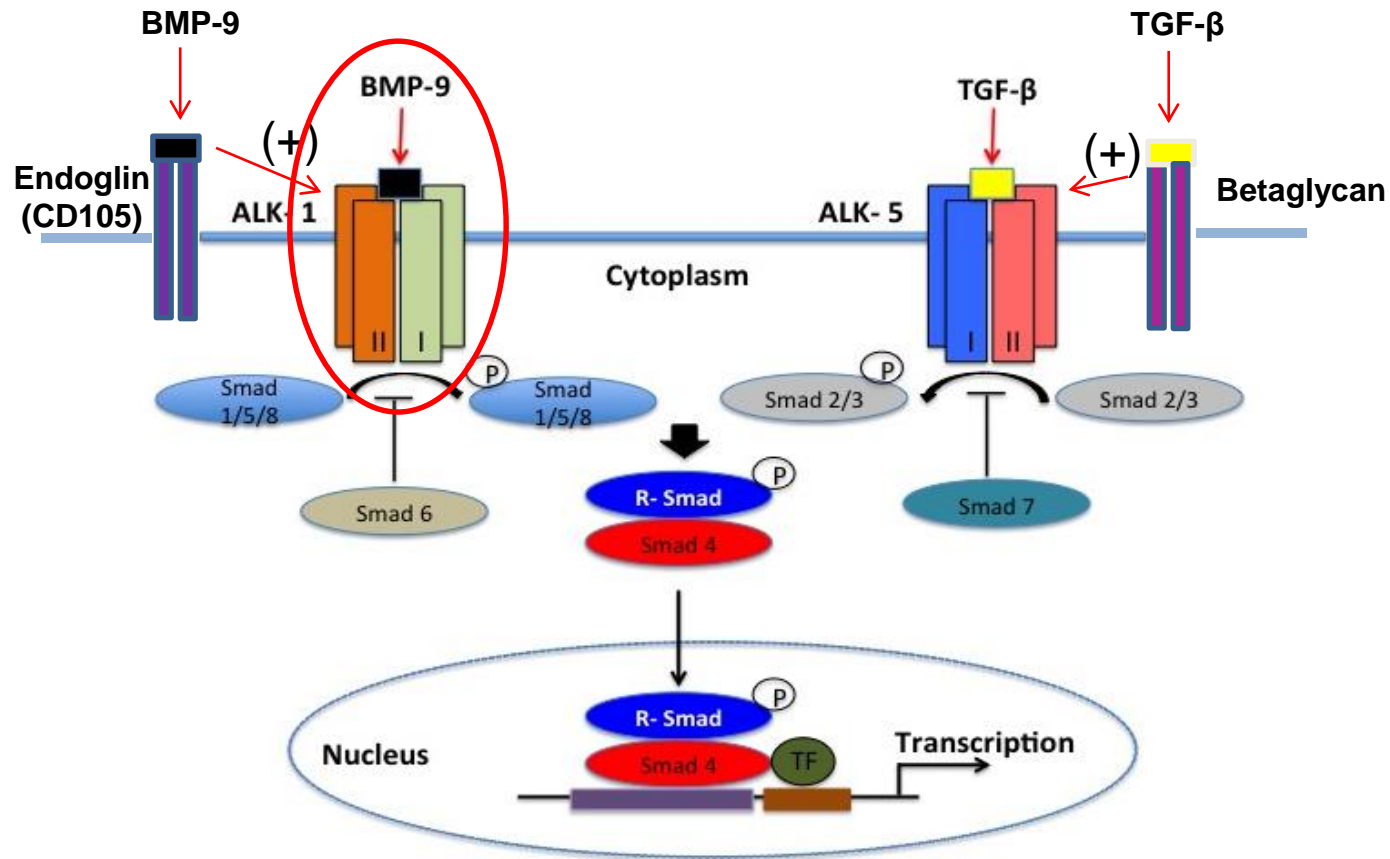 BMP-9
TGF-β
BMP-9
TGF-β
(+)
(+)
Endoglin
(CD105)
Betaglycan
ALK- 1
ALK- 5
Cytoplasm
II
I
I
II
P
P
Smad
1/5/8
Smad
1/5/8
Smad 2/3
Smad 2/3
P
R- Smad
Smad 4
Smad 6
Smad 7
P
R- Smad
Smad 4
TF
Nucleus
Transcription